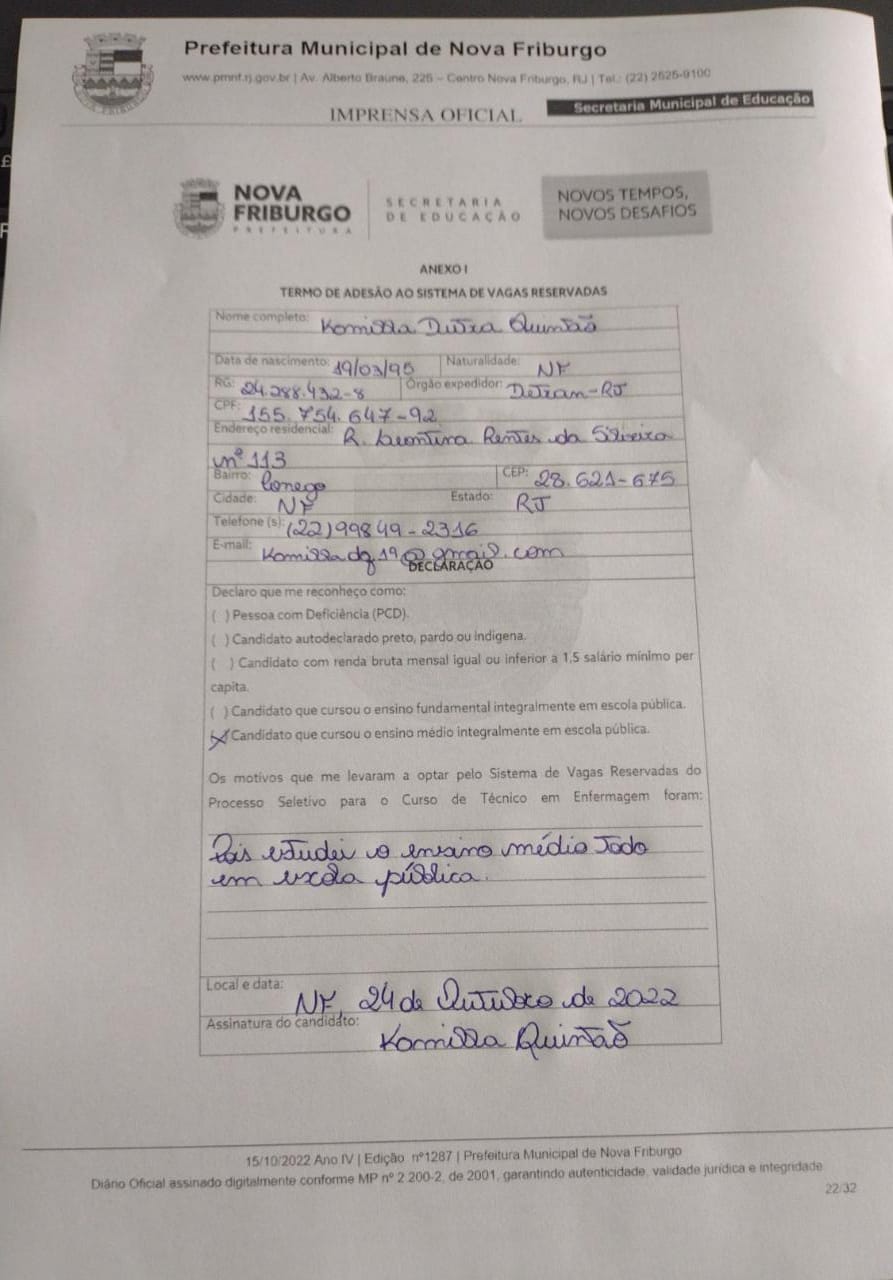 Prefeitura Municipal de Nova Friburgo
www.pmnf.rj.gov.br | Av. Alberto Braune, 225 – Centro Nova Friburgo, RJ | Tel.: (22) 2525-9100
IMPRENSA OFICIAL
Secretaria Municipal de Educação
NOVA FRIBURGO
PREFEITURA
SECRETARIA
DE EDUCAÇÃO
NOVOS TEMPOS,
NOVOS DESAFIOS
ANEXO I
TERMO DE ADESÃO AO SISTEMA DE VAGAS RESERVADAS
Nome completo: Kamilla Dutra Quintão
Data de nascimento: 19/03/95 Naturalidade: NF
RG: 24.288.432-8 Órgão expedidor: Detran-RJ
CPF: 155.754.647-92
Endereço residencial: R. Leontina Rentes da Silveira
nº 113
Bairro: Conego CEP: 28.621-675
Cidade: NF Estado: RJ
Telefone (s): (22) 99849-2316
E-mail: Kamilladq19@gmail.com
DECLARAÇÃO
Declaro que me reconheço como:
( ) Pessoa com Deficiência (PCD).
( ) Candidato autodeclarado preto, pardo ou indígena.
( ) Candidato com renda bruta mensal igual ou inferior a 1,5 salário mínimo per
capita.
( ) Candidato que cursou o ensino fundamental integralmente em escola pública.
(X) Candidato que cursou o ensino médio integralmente em escola pública.
Os motivos que me levaram a optar pelo Sistema de Vagas Reservadas do
Processo Seletivo para o Curso de Técnico em Enfermagem foram:
Pois estudei o ensino médio todo
em escola pública.
Local e data: NF, 24 de Outubro de 2022
Assinatura do candidato: Kamilla Quintão
15/10/2022 Ano IV | Edição nº1287 | Prefeitura Municipal de Nova Friburgo
Diário Oficial assinado digitalmente conforme MP nº 2.200-2, de 2001, garantindo autenticidade, validade jurídica e integridade
22/32